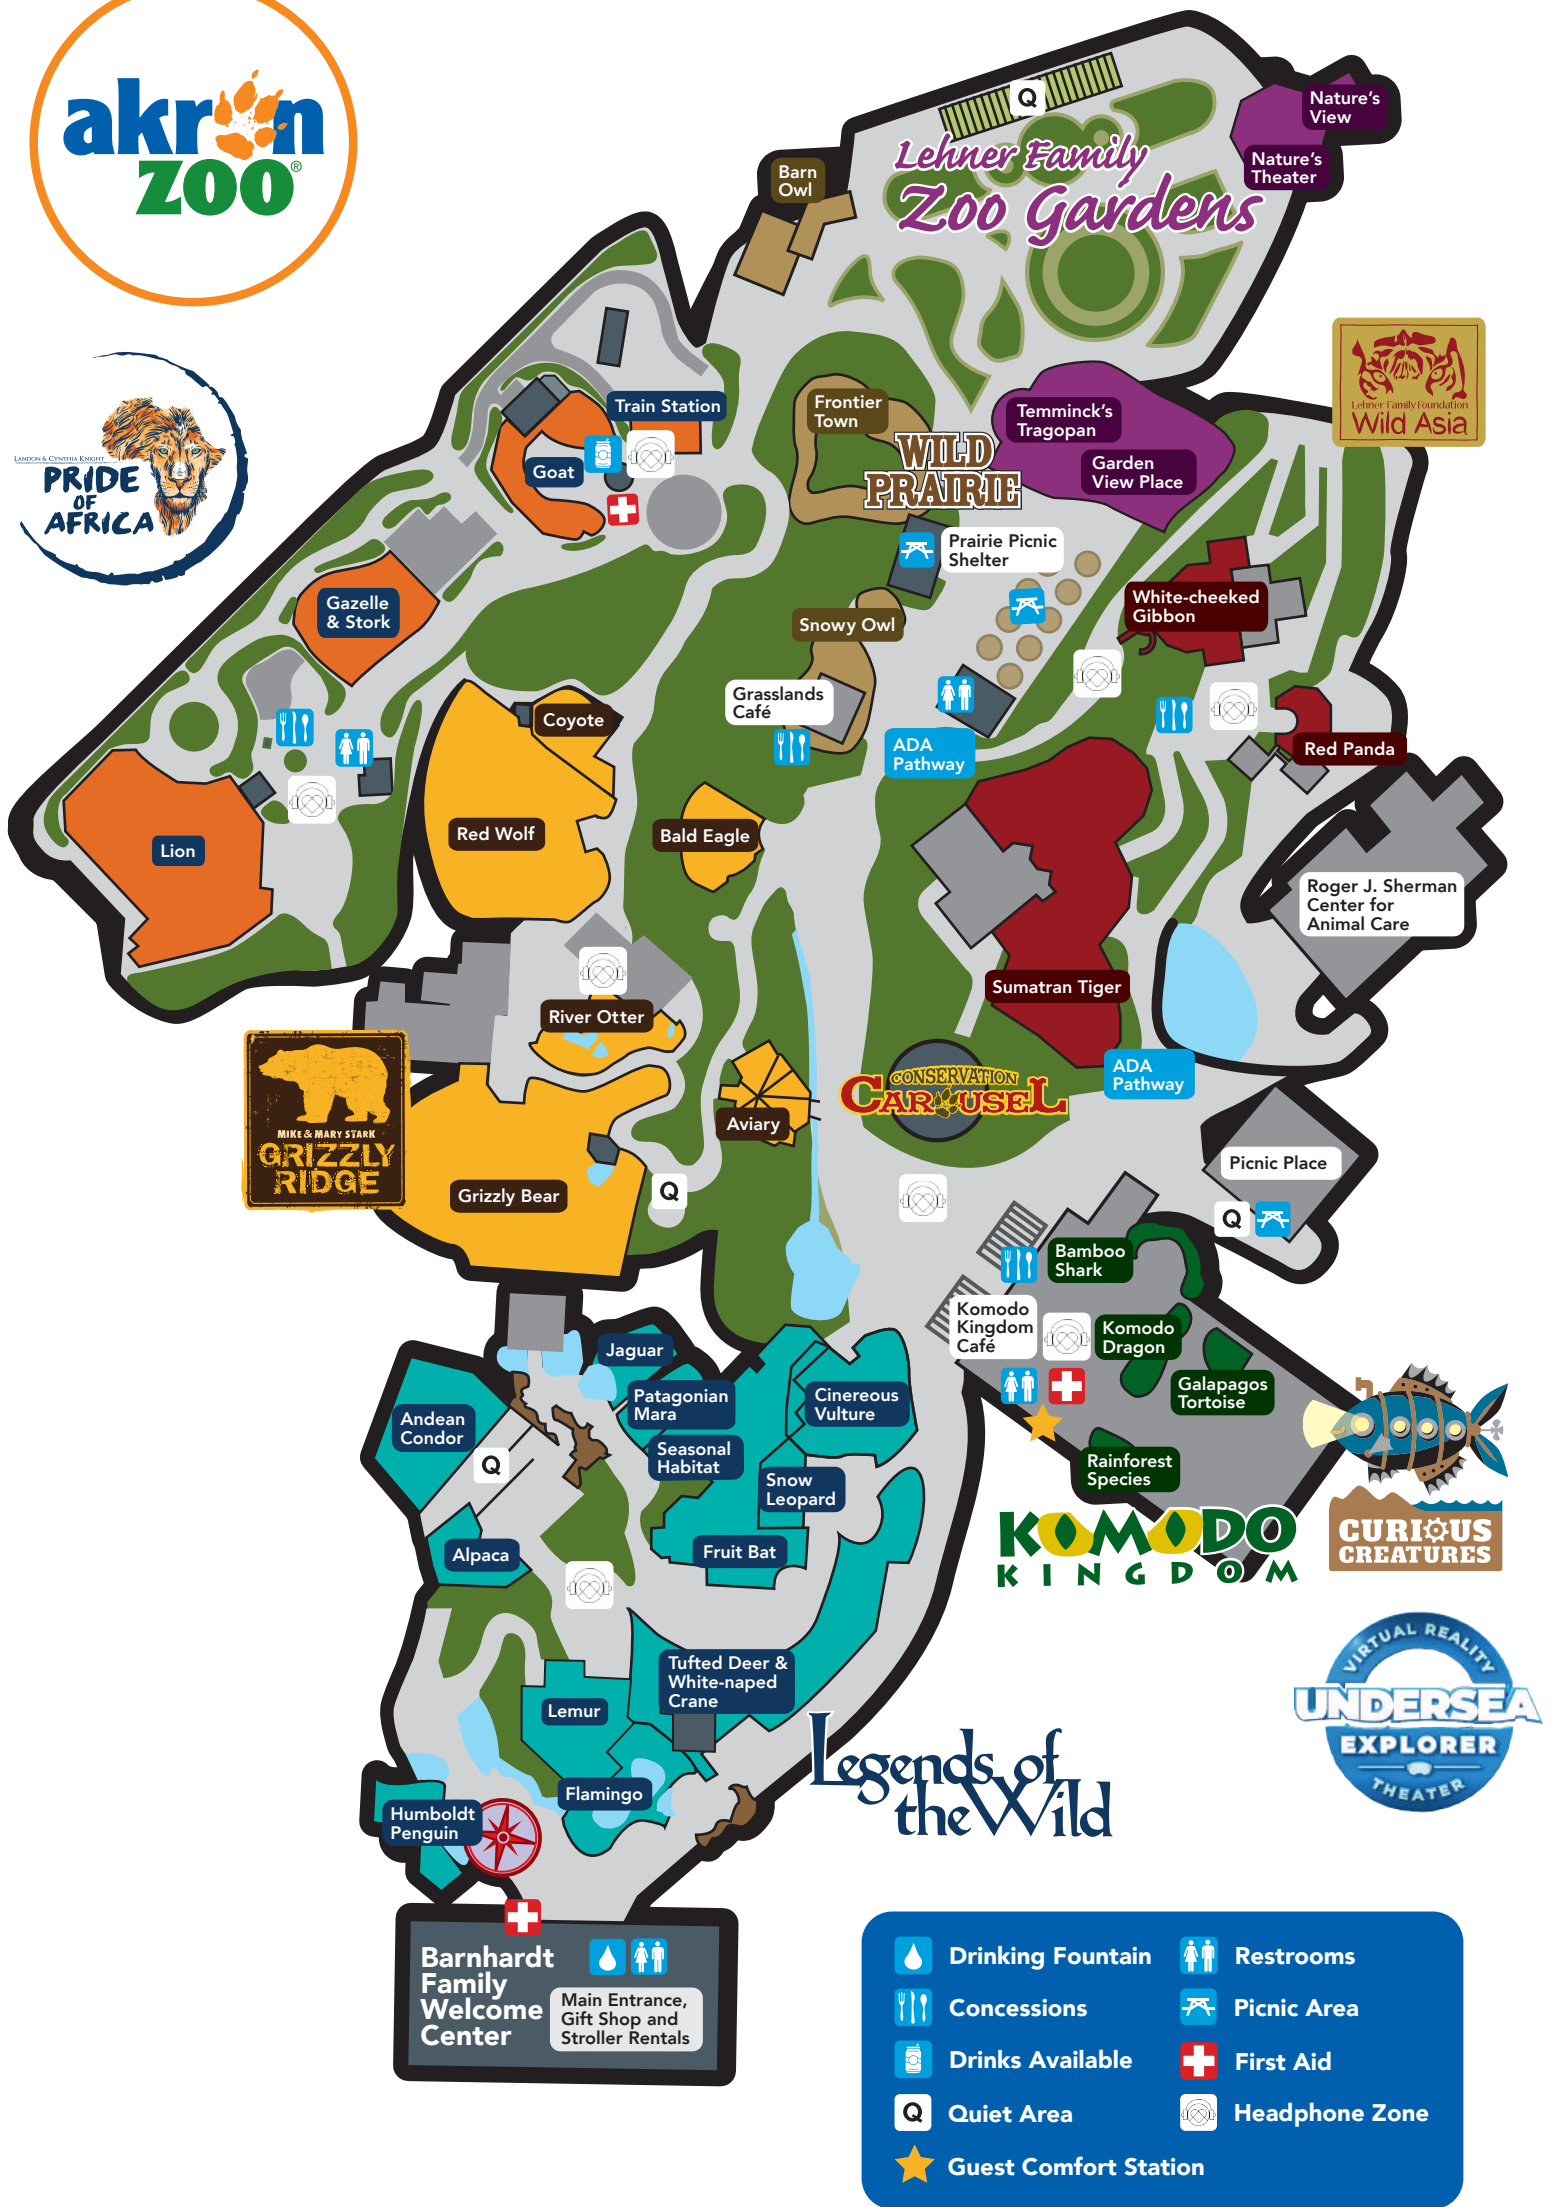 akron
ZOO®
LANDON & CYNTHIA KNIGHT
PRIDE
OF
AFRICA
Q
Lehner Family
Zoo Gardens
Nature's
View
Nature's
Theater
Barn
Owl
Lehner Family Foundation
Wild Asia
Train Station
Goat
Frontier
Town
WILD
PRAIRIE
Temminck's
Tragopan
Garden
View Place
Prairie Picnic
Shelter
Gazelle
& Stork
Snowy Owl
White-cheeked
Gibbon
Grasslands
Café
Coyote
ADA
Pathway
Red Panda
Lion
Red Wolf
Bald Eagle
Roger J. Sherman
Center for
Animal Care
River Otter
Sumatran Tiger
MIKE & MARY STARK
GRIZZLY
RIDGE
CONSERVATION
CAROUSEL
ADA
Pathway
Aviary
Grizzly Bear
Q
Picnic Place
Q
Bamboo
Shark
Komodo
Kingdom
Café
Komodo
Dragon
Galapagos
Tortoise
Rainforest
Species
KOMODO
KINGDOM
CURIOUS
CREATURES
Jaguar
Patagonian
Mara
Cinereous
Vulture
Andean
Condor
Q
Seasonal
Habitat
Snow
Leopard
Alpaca
Fruit Bat
Tufted Deer &
White-naped
Crane
Lemur
Flamingo
Humboldt
Penguin
Legends of
the Wild
VIRTUAL REALITY
UNDERSEA
EXPLORER
THEATER
Barnhardt
Family
Welcome
Center
Main Entrance,
Gift Shop and
Stroller Rentals
Drinking Fountain
Restrooms
Concessions
Picnic Area
Drinks Available
First Aid
Q Quiet Area
Headphone Zone
Guest Comfort Station